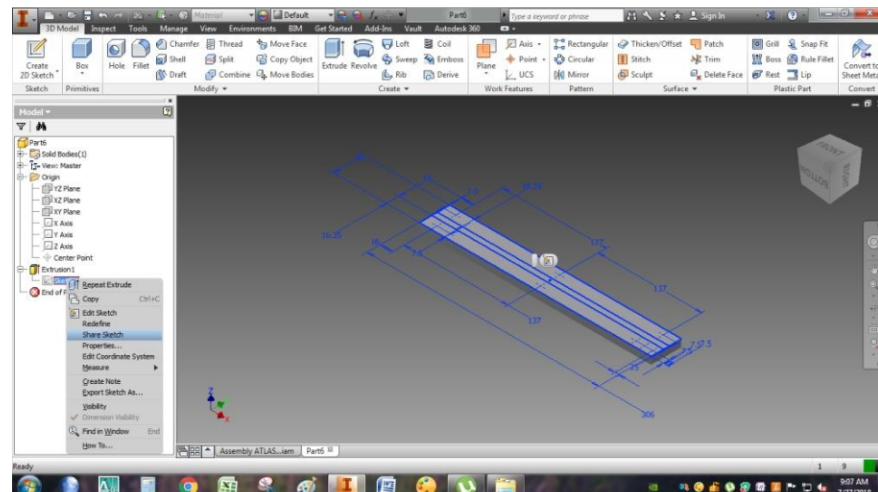 Material Default Part6 Type a keyword or phrase Sign In
3D Model Inspect Tools Manage View Environments BIM Get Started Add-Ins Vault Autodesk 360
Create 2D Sketch Box Hole Fillet Chamfer Thread Move Face Extrude Revolve Loft Coil Plane Axis Rectangular Thicken/Offset Patch Grill Snap Fit Convert to Sheet Meta
Shell Split Copy Object Sweep Emboss Point Circular Stitch Trim Boss Rule Fillet
Draft Combine Move Bodies Rib Derive UCS Mirror Sculpt Delete Face Rest Lip
Sketch Primitives Modify Create Work Features Pattern Surface Plastic Part Convert
Model
Part6
Solid Bodies(1)
View: Master
Origin
YZ Plane
XZ Plane
XY Plane
X Axis
Y Axis
Z Axis
Center Point
Extrusion1
End of P
Repeat Extrude
Copy Ctrl+C
Edit Sketch
Redefine
Share Sketch
Properties...
Edit Coordinate System
Measure
Create Note
Export Sketch As...
Visibility
Dimension Visibility
Find in Window End
How To...
FRONT
RIGHT
BOTTOM
16.25
137
137
137
306
Z
X
Assembly ATLAS...iam Part6
Ready 1 9
9:07 AM